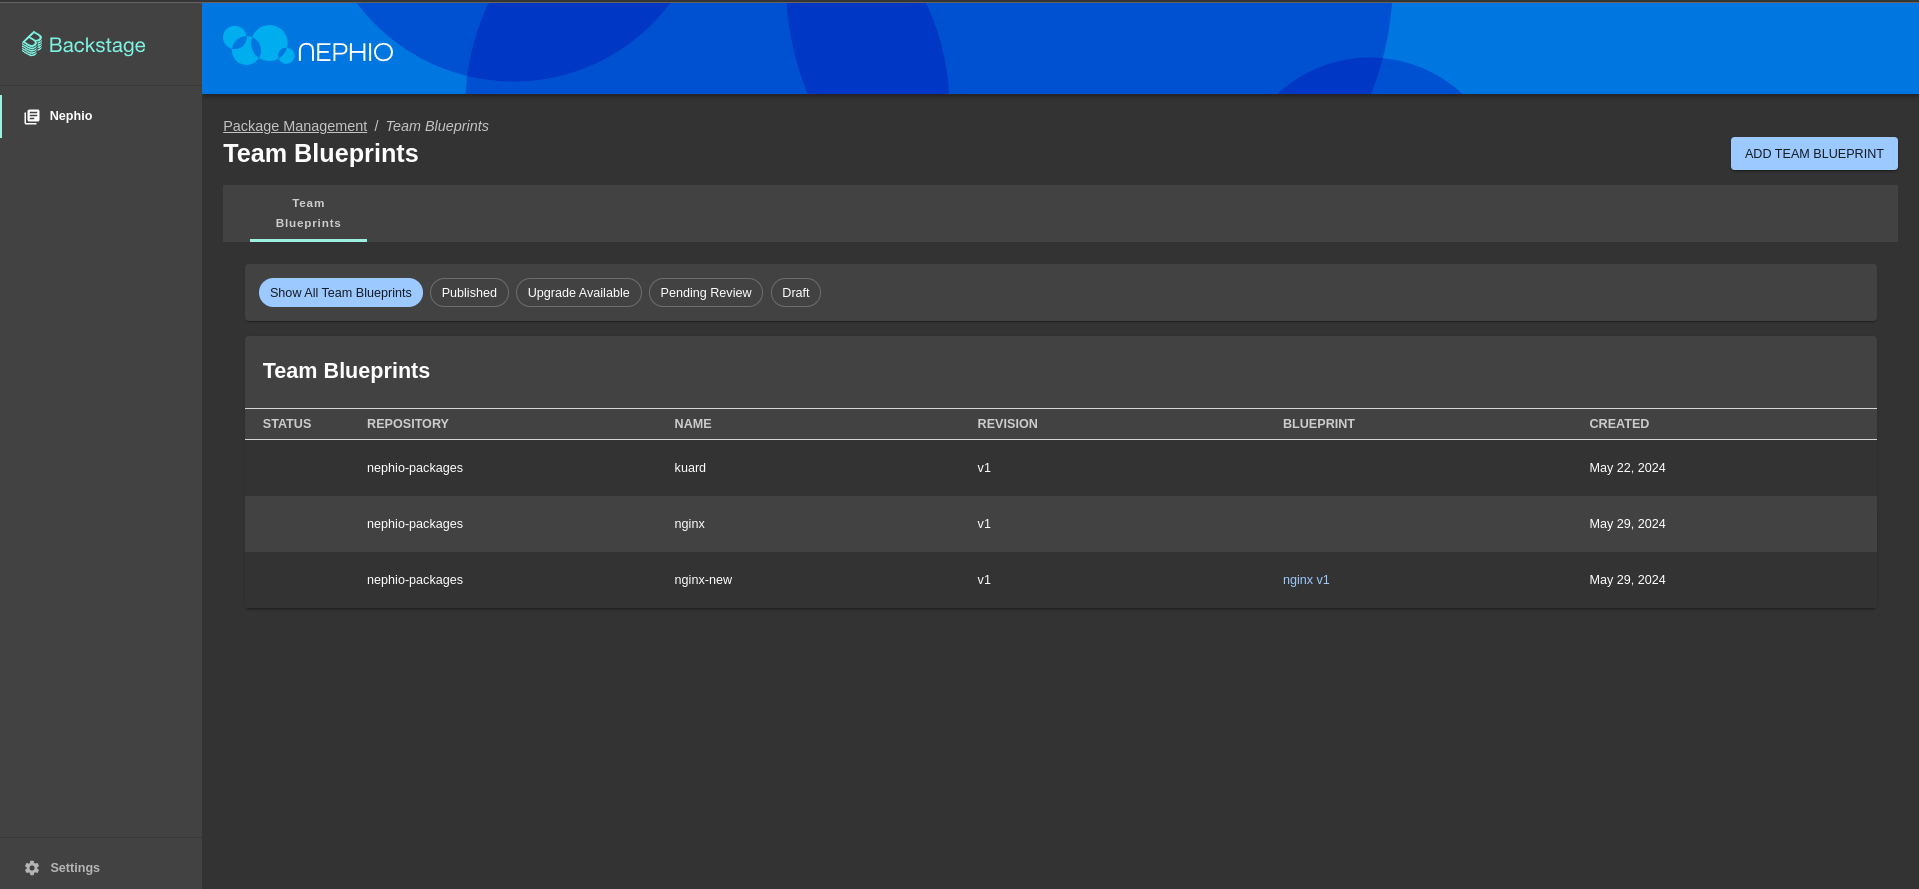 Backstage
NEPHIO
Nephio
Package Management / Team Blueprints
Team Blueprints
ADD TEAM BLUEPRINT
Team
Blueprints
Show All Team Blueprints Published Upgrade Available Pending Review Draft
Team Blueprints
STATUS REPOSITORY NAME REVISION BLUEPRINT CREATED
nephio-packages kuard v1 May 22, 2024
nephio-packages nginx v1 May 29, 2024
nephio-packages nginx-new v1 nginx v1 May 29, 2024
Settings